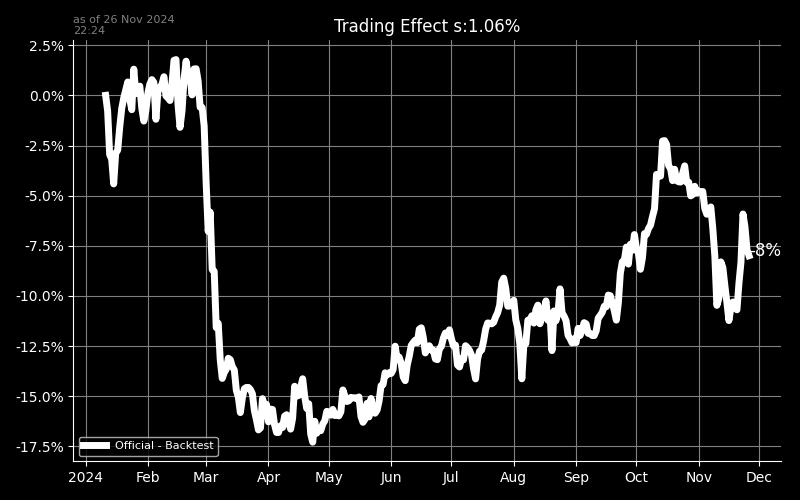 as of 26 Nov 2024
22:24
Trading Effect s:1.06%
2.5%
0.0%
-2.5%
-5.0%
-7.5%
-10.0%
-12.5%
-15.0%
-17.5%
-8%
Official - Backtest
2024 Feb Mar Apr May Jun Jul Aug Sep Oct Nov Dec